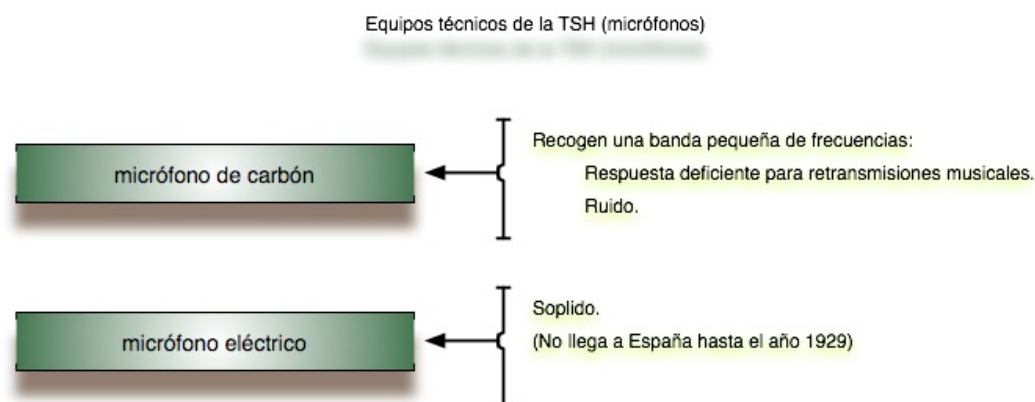 Equipos técnicos de la TSH (micrófonos)
micrófono de carbón
Recogen una banda pequeña de frecuencias:
Respuesta deficiente para retransmisiones musicales.
Ruido.
micrófono eléctrico
Soplido.
(No llega a España hasta el año 1929)